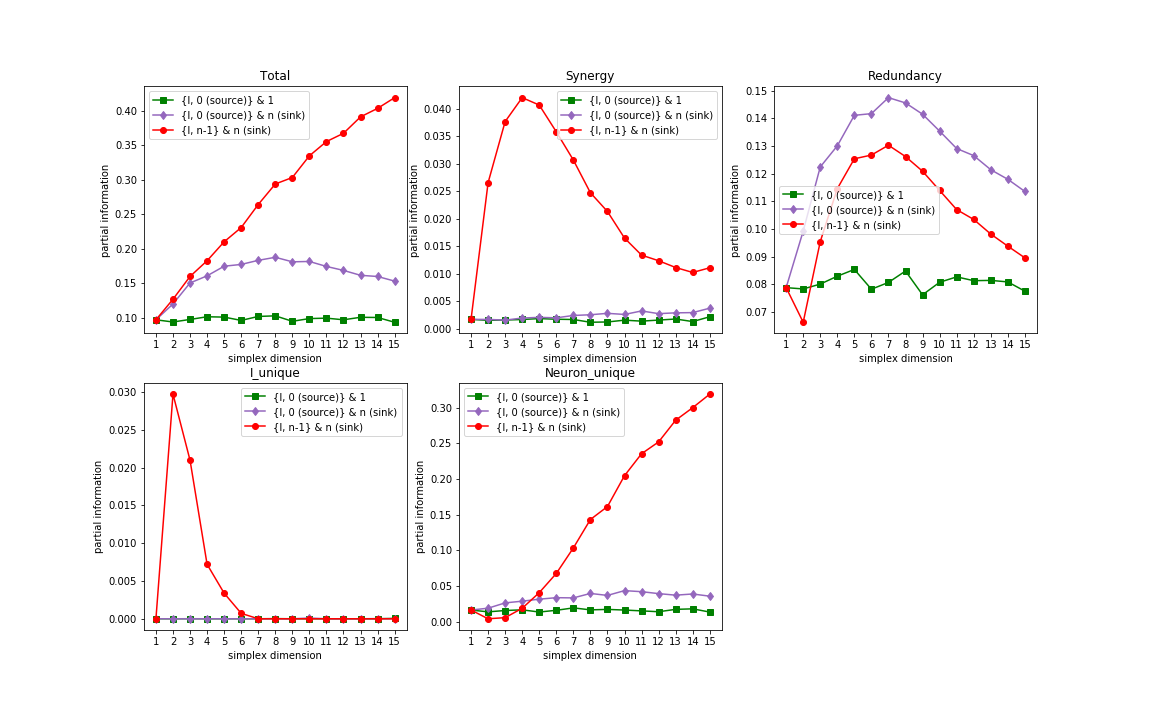 Total
0.40
0.35
0.30
0.25
0.20
0.15
0.10
partial information
{I, 0 (source)} & 1
{I, 0 (source)} & n (sink)
{I, n-1} & n (sink)
1 2 3 4 5 6 7 8 9 10 11 12 13 14 15
simplex dimension
Synergy
0.040
0.035
0.030
0.025
0.020
0.015
0.010
0.005
0.000
partial information
{I, 0 (source)} & 1
{I, 0 (source)} & n (sink)
{I, n-1} & n (sink)
1 2 3 4 5 6 7 8 9 10 11 12 13 14 15
simplex dimension
Redundancy
0.15
0.14
0.13
0.12
0.11
0.10
0.09
0.08
0.07
partial information
{I, 0 (source)} & 1
{I, 0 (source)} & n (sink)
{I, n-1} & n (sink)
1 2 3 4 5 6 7 8 9 10 11 12 13 14 15
simplex dimension
I_unique
0.030
0.025
0.020
0.015
0.010
0.005
0.000
partial information
{I, 0 (source)} & 1
{I, 0 (source)} & n (sink)
{I, n-1} & n (sink)
1 2 3 4 5 6 7 8 9 10 11 12 13 14 15
simplex dimension
Neuron_unique
0.30
0.25
0.20
0.15
0.10
0.05
0.00
partial information
{I, 0 (source)} & 1
{I, 0 (source)} & n (sink)
{I, n-1} & n (sink)
1 2 3 4 5 6 7 8 9 10 11 12 13 14 15
simplex dimension